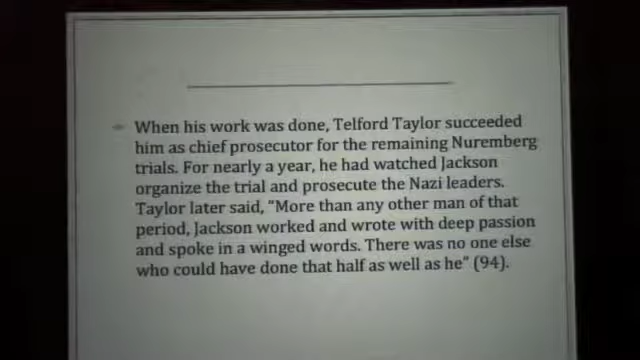 When his work was done, Telford Taylor succeeded
him as chief prosecutor for the remaining Nuremberg
trials. For nearly a year, he had watched Jackson
organize the trial and prosecute the Nazi leaders.
Taylor later said, “More than any other man of that
period, Jackson worked and wrote with deep passion
and spoke in a winged words. There was no one else
who could have done that half as well as he” (94).